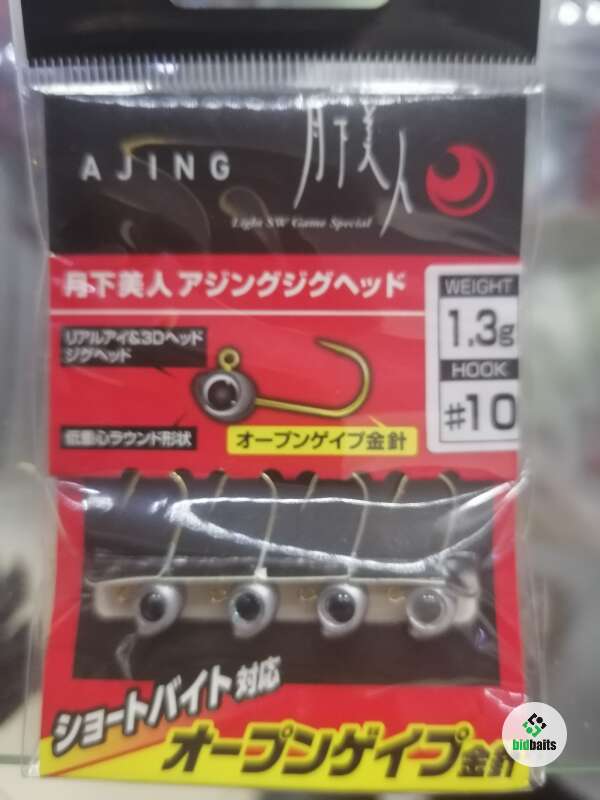 AJING 月下美人
Light SW Game Special
月下美人アジングジグヘッド
WEIGHT
1.3g
HOOK
#10
リアルアイ&3Dヘッド
ジグヘッド
低重心ラウンド形状
オープンゲイプ金針
ショートバイト対応
オープンゲイプ金針
bidbaits